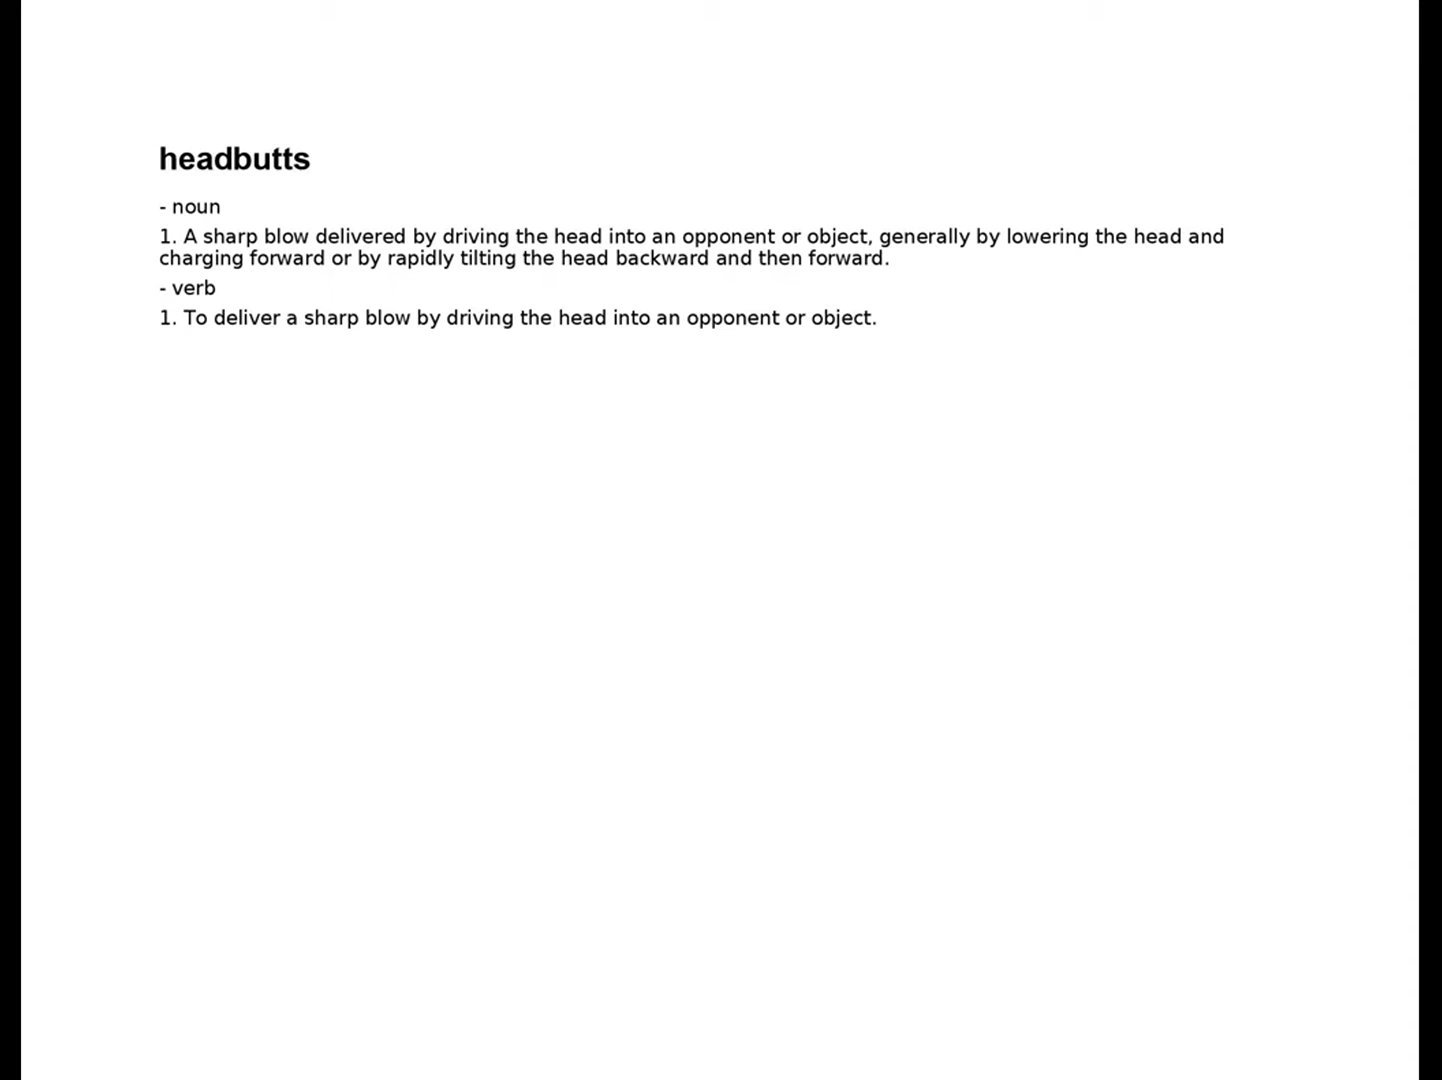 headbutts
- noun
1. A sharp blow delivered by driving the head into an opponent or object, generally by lowering the head and
charging forward or by rapidly tilting the head backward and then forward.
- verb
1. To deliver a sharp blow by driving the head into an opponent or object.